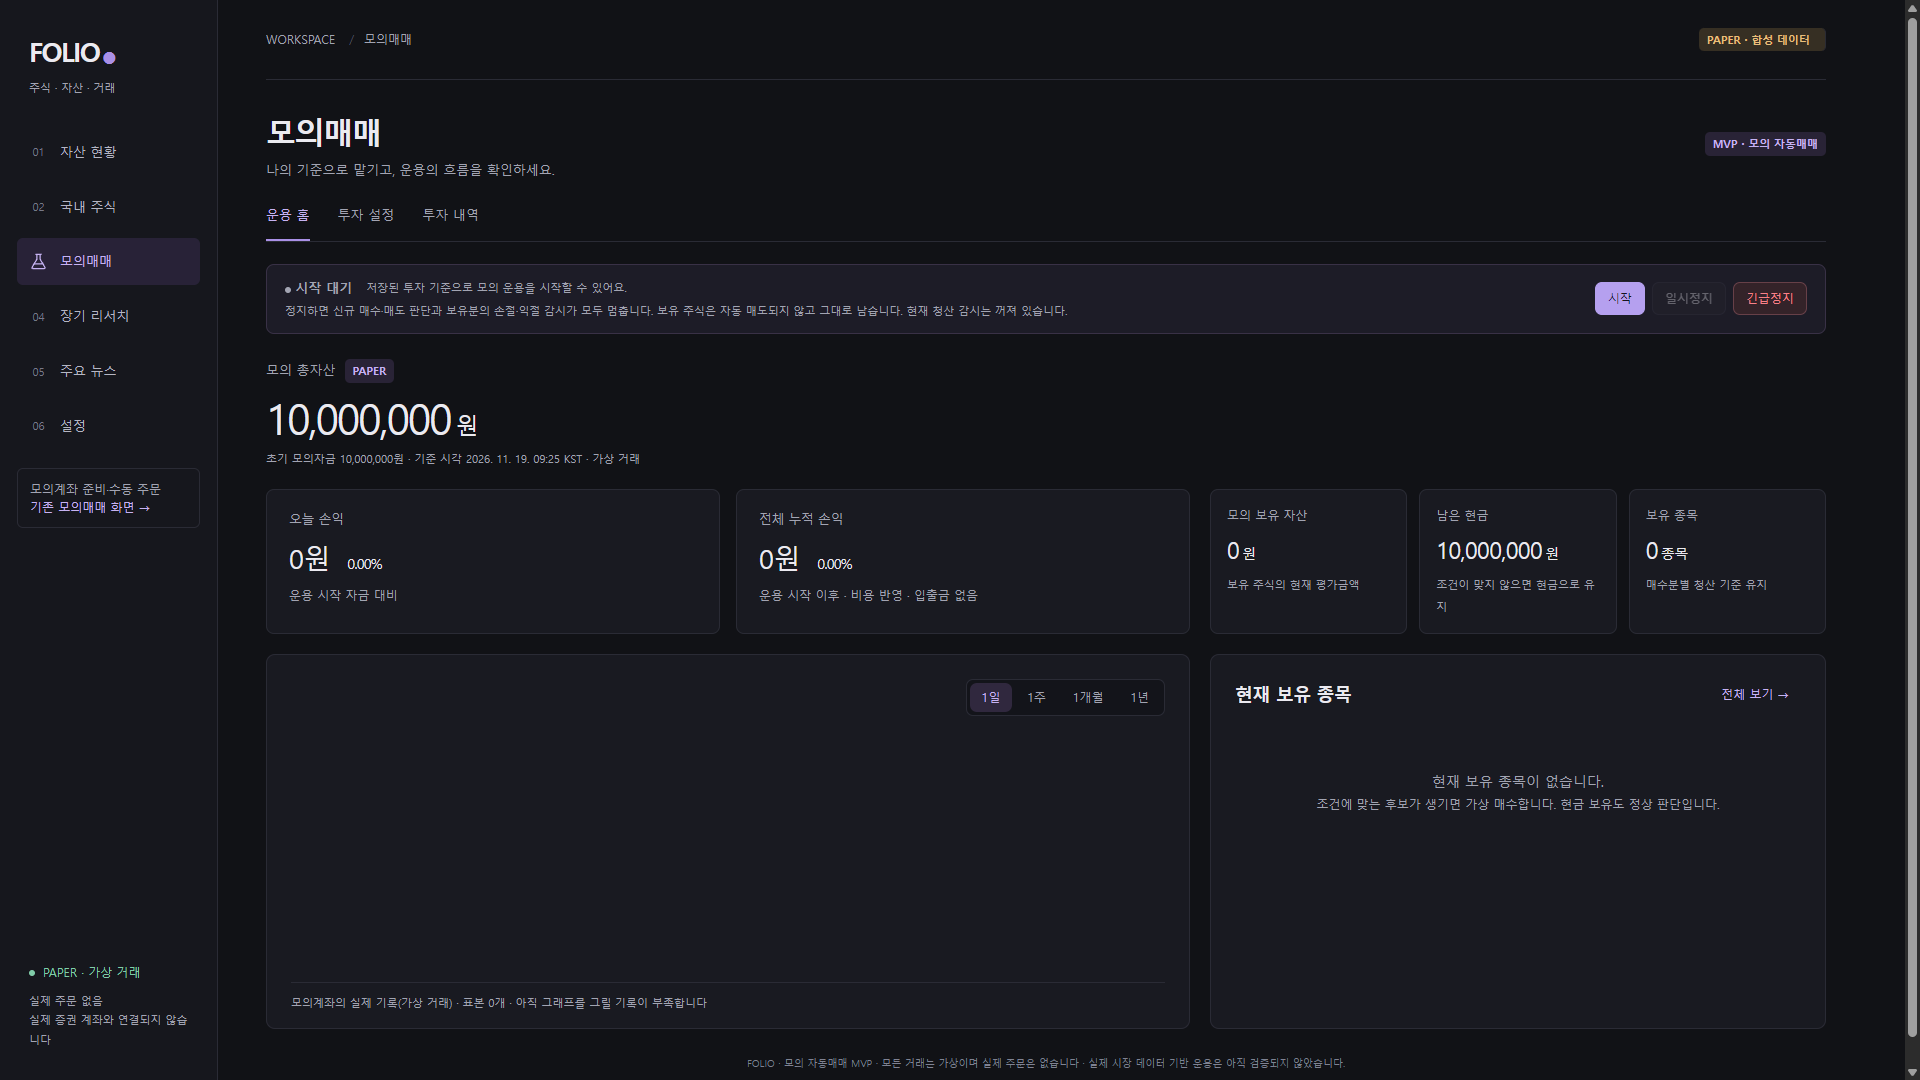 FOLIO
주식 · 자산 · 거래
01 자산 현황
02 국내 주식
모의매매
04 장기 리서치
05 주요 뉴스
06 설정
모의계좌 준비·수동 주문
기존 모의매매 화면 →
PAPER · 가상 거래
실제 주문 없음
실제 증권 계좌와 연결되지 않습
니다
WORKSPACE / 모의매매
PAPER · 합성 데이터
모의매매
나의 기준으로 맡기고, 운용의 흐름을 확인하세요.
MVP · 모의 자동매매
운용 홈 투자 설정 투자 내역
시작 대기 저장된 투자 기준으로 모의 운용을 시작할 수 있어요.
정지하면 신규 매수·매도 판단과 보유분의 손절·익절 감시가 모두 멈춥니다. 보유 주식은 자동 매도되지 않고 그대로 남습니다. 현재 청산 감시는 꺼져 있습니다.
시작 일시정지 긴급정지
모의 총자산 PAPER
10,000,000 원
초기 모의자금 10,000,000원 · 기준 시각 2026. 11. 19. 09:25 KST · 가상 거래
오늘 손익
0원 0.00%
운용 시작 자금 대비
전체 누적 손익
0원 0.00%
운용 시작 이후 · 비용 반영 · 입출금 없음
모의 보유 자산
0 원
보유 주식의 현재 평가금액
남은 현금
10,000,000 원
조건이 맞지 않으면 현금으로 유
지
보유 종목
0 종목
매수분별 청산 기준 유지
1일 1주 1개월 1년
모의계좌의 실제 기록(가상 거래) · 표본 0개 · 아직 그래프를 그릴 기록이 부족합니다
현재 보유 종목
전체 보기 →
현재 보유 종목이 없습니다.
조건에 맞는 후보가 생기면 가상 매수합니다. 현금 보유도 정상 판단입니다.
FOLIO · 모의 자동매매 MVP · 모든 거래는 가상이며 실제 주문은 없습니다 · 실제 시장 데이터 기반 운용은 아직 검증되지 않았습니다.